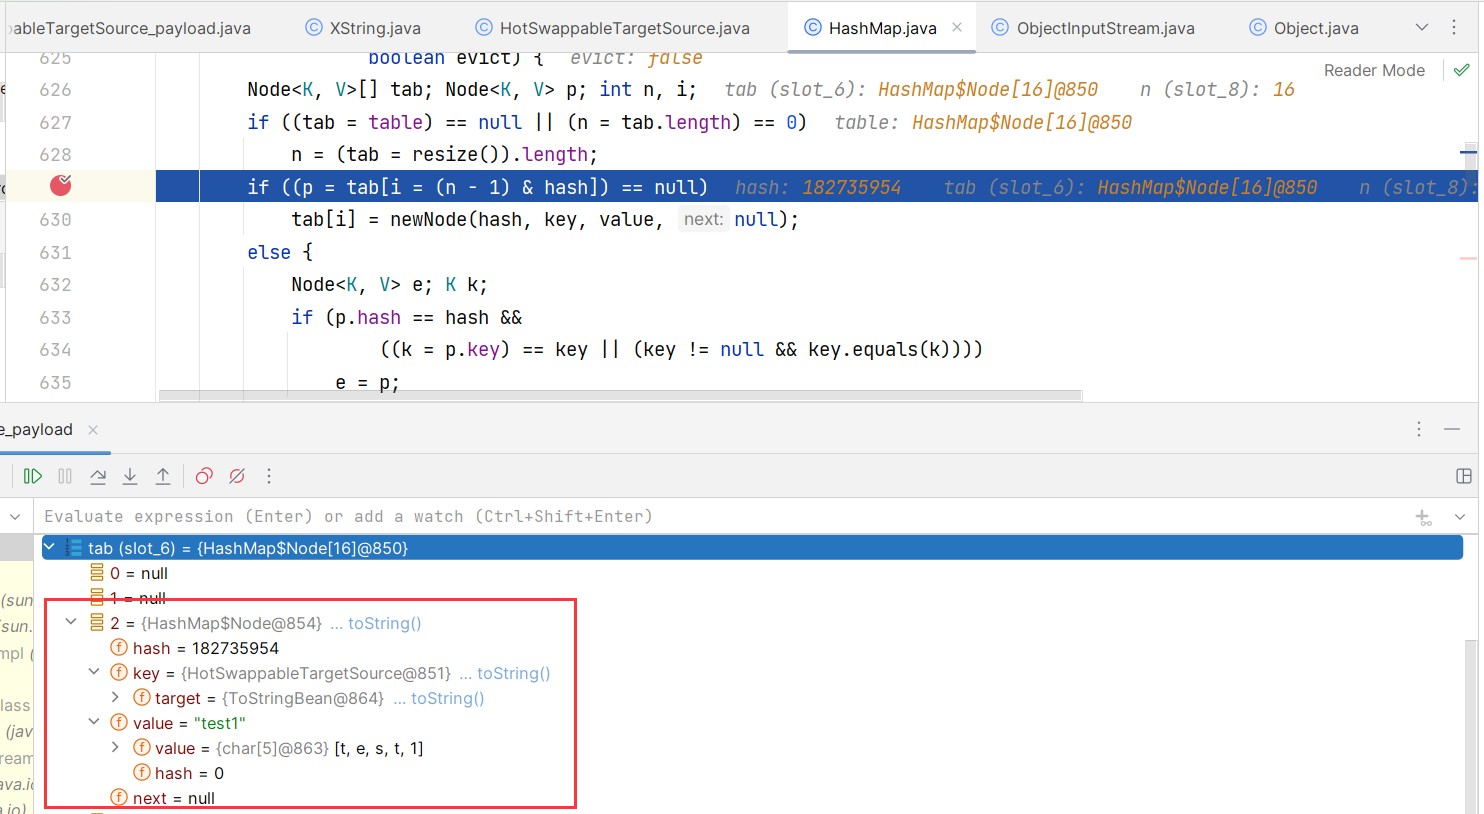 pableTargetSource_payload.java XString.java HotSwappableTargetSource.java HashMap.java ObjectInputStream.java Object.java
625 boolean evict) { evict: false
Reader Mode
626 Node<K, V>[] tab; Node<K, V> p; int n, i; tab (slot_6): HashMap$Node[16]@850 n (slot_8): 16
627 if ((tab = table) == null || (n = tab.length) == 0) table: HashMap$Node[16]@850
628 n = (tab = resize()).length;
if ((p = tab[i = (n - 1) & hash]) == null) hash: 182735954 tab (slot_6): HashMap$Node[16]@850 n (slot_8):
630 tab[i] = newNode(hash, key, value, next: null);
631 else {
632 Node<K, V> e; K k;
633 if (p.hash == hash &&
634 ((k = p.key) == key || (key != null && key.equals(k))))
635 e = p;
e_payload
Evaluate expression (Enter) or add a watch (Ctrl+Shift+Enter)
tab (slot_6) = {HashMap$Node[16]@850}
0 = null
1 = null
(sun
2 = {HashMap$Node@854} ... toString()
(sun.
hash = 182735954
mpl (
key = {HotSwappableTargetSource@851} ... toString()
target = {ToStringBean@864} ... toString()
class
value = "test1"
(jav
value = {char[5]@863} [t, e, s, t, 1]
ream
hash = 0
ava.io
next = null
a.io)